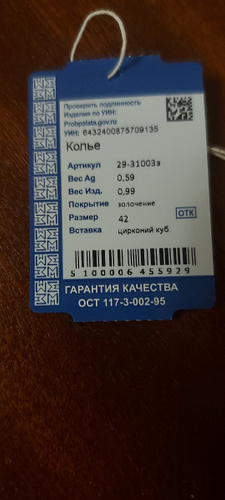 Проверить подлинность
Изделия по УИН:
Probpalata.gov.ru
УИН: 6432400875709135
Колье
Артикул 29-31003з
Вес Ag 0,59
Вес Изд. 0,99
Покрытие золочение
Размер 42 ОТК
Вставка цирконий куб
5 100006 455929
ГАРАНТИЯ КАЧЕСТВА
ОСТ 117-3-002-95